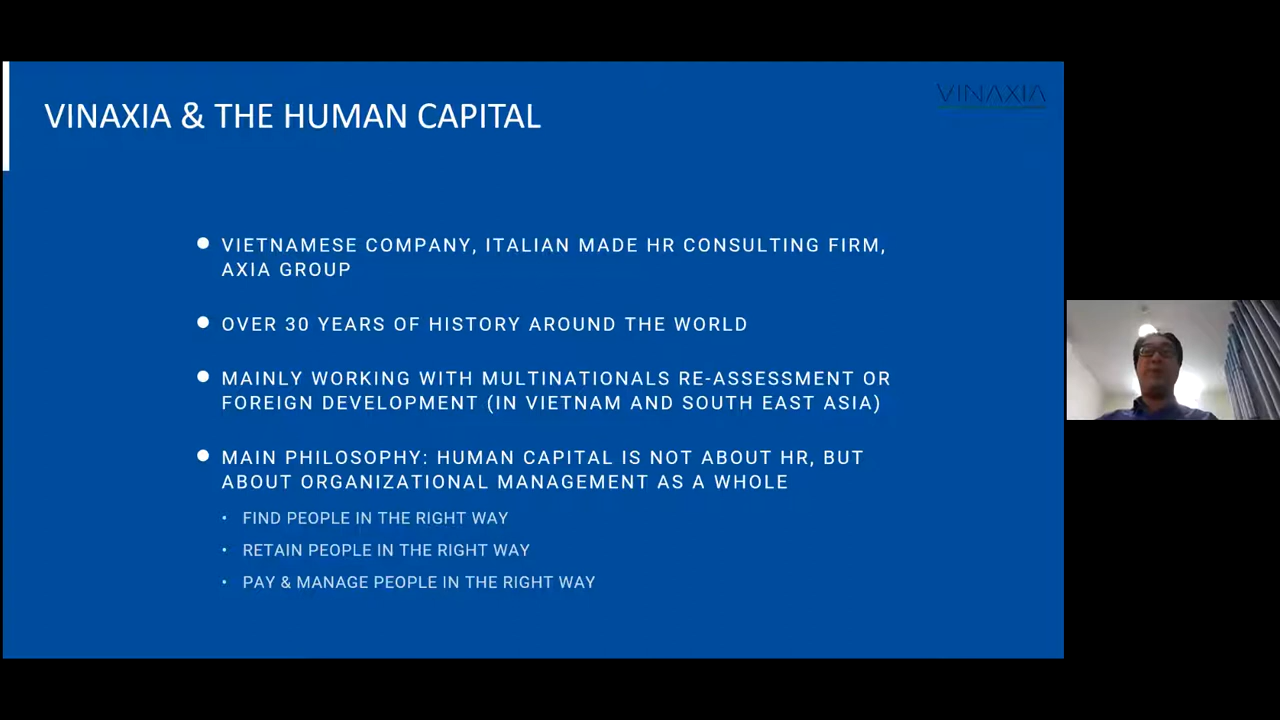 VINAXIA & THE HUMAN CAPITAL
VINAXIA
VIETNAMESE COMPANY, ITALIAN MADE HR CONSULTING FIRM,
AXIA GROUP
OVER 30 YEARS OF HISTORY AROUND THE WORLD
MAINLY WORKING WITH MULTINATIONALS RE-ASSESSMENT OR
FOREIGN DEVELOPMENT (IN VIETNAM AND SOUTH EAST ASIA)
MAIN PHILOSOPHY: HUMAN CAPITAL IS NOT ABOUT HR, BUT
ABOUT ORGANIZATIONAL MANAGEMENT AS A WHOLE
FIND PEOPLE IN THE RIGHT WAY
RETAIN PEOPLE IN THE RIGHT WAY
PAY & MANAGE PEOPLE IN THE RIGHT WAY